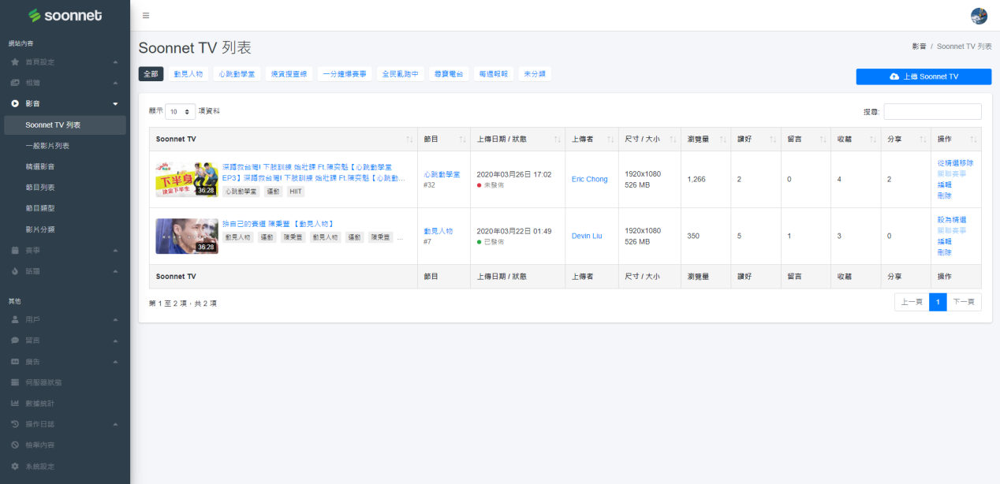 soonnet
網站內容
首頁設定
相簿
影音
Soonnet TV 列表
一般影片列表
精選影音
節目列表
節目類型
影片分類
賽事
話題
其他
用戶
留言
廣告
伺服器狀態
數據統計
操作日誌
檢舉內容
系統設定
Soonnet TV 列表
影音 / Soonnet TV 列表
全部 動見人物 心跳動學堂 燒貨搜查線 一分鐘爆賽事 全民亂跑中 尋寶電台 每週報報 未分類
上傳 Soonnet TV
顯示 10 項資料
搜尋:
Soonnet TV 節目 上傳日期 / 狀態 上傳者 尺寸 / 大小 瀏覽量 讚好 留言 收藏 分享 操作
下半身
決定下半生
36:28
深蹲救台灣! 下肢訓練 始壯課 Ft.陳奕魁【心跳動學堂
EP3】深蹲救台灣! 下肢訓練 始壯課 Ft.陳奕魁【心跳動...
心跳動學堂 運動 HIIT
心跳動學堂
#32
2020年03月26日 17:02
未發佈
Eric Chong
1920x1080
526 MB
1,266
2
0
4
2
從精選移除
關聯賽事
編輯
刪除
36:28
拚自己的賽道 陳秉豐 【動見人物】
動見人物 運動 陳秉豐 動見人物 運動 陳秉豐 ...
動見人物
#7
2020年03月22日 01:49
已發佈
Devin Liu
1920x1080
526 MB
350
5
1
3
0
設為精選
關聯賽事
編輯
刪除
Soonnet TV 節目 上傳日期 / 狀態 上傳者 尺寸 / 大小 瀏覽量 讚好 留言 收藏 分享 操作
第 1 至 2 項，共 2 項
上一頁 1 下一頁